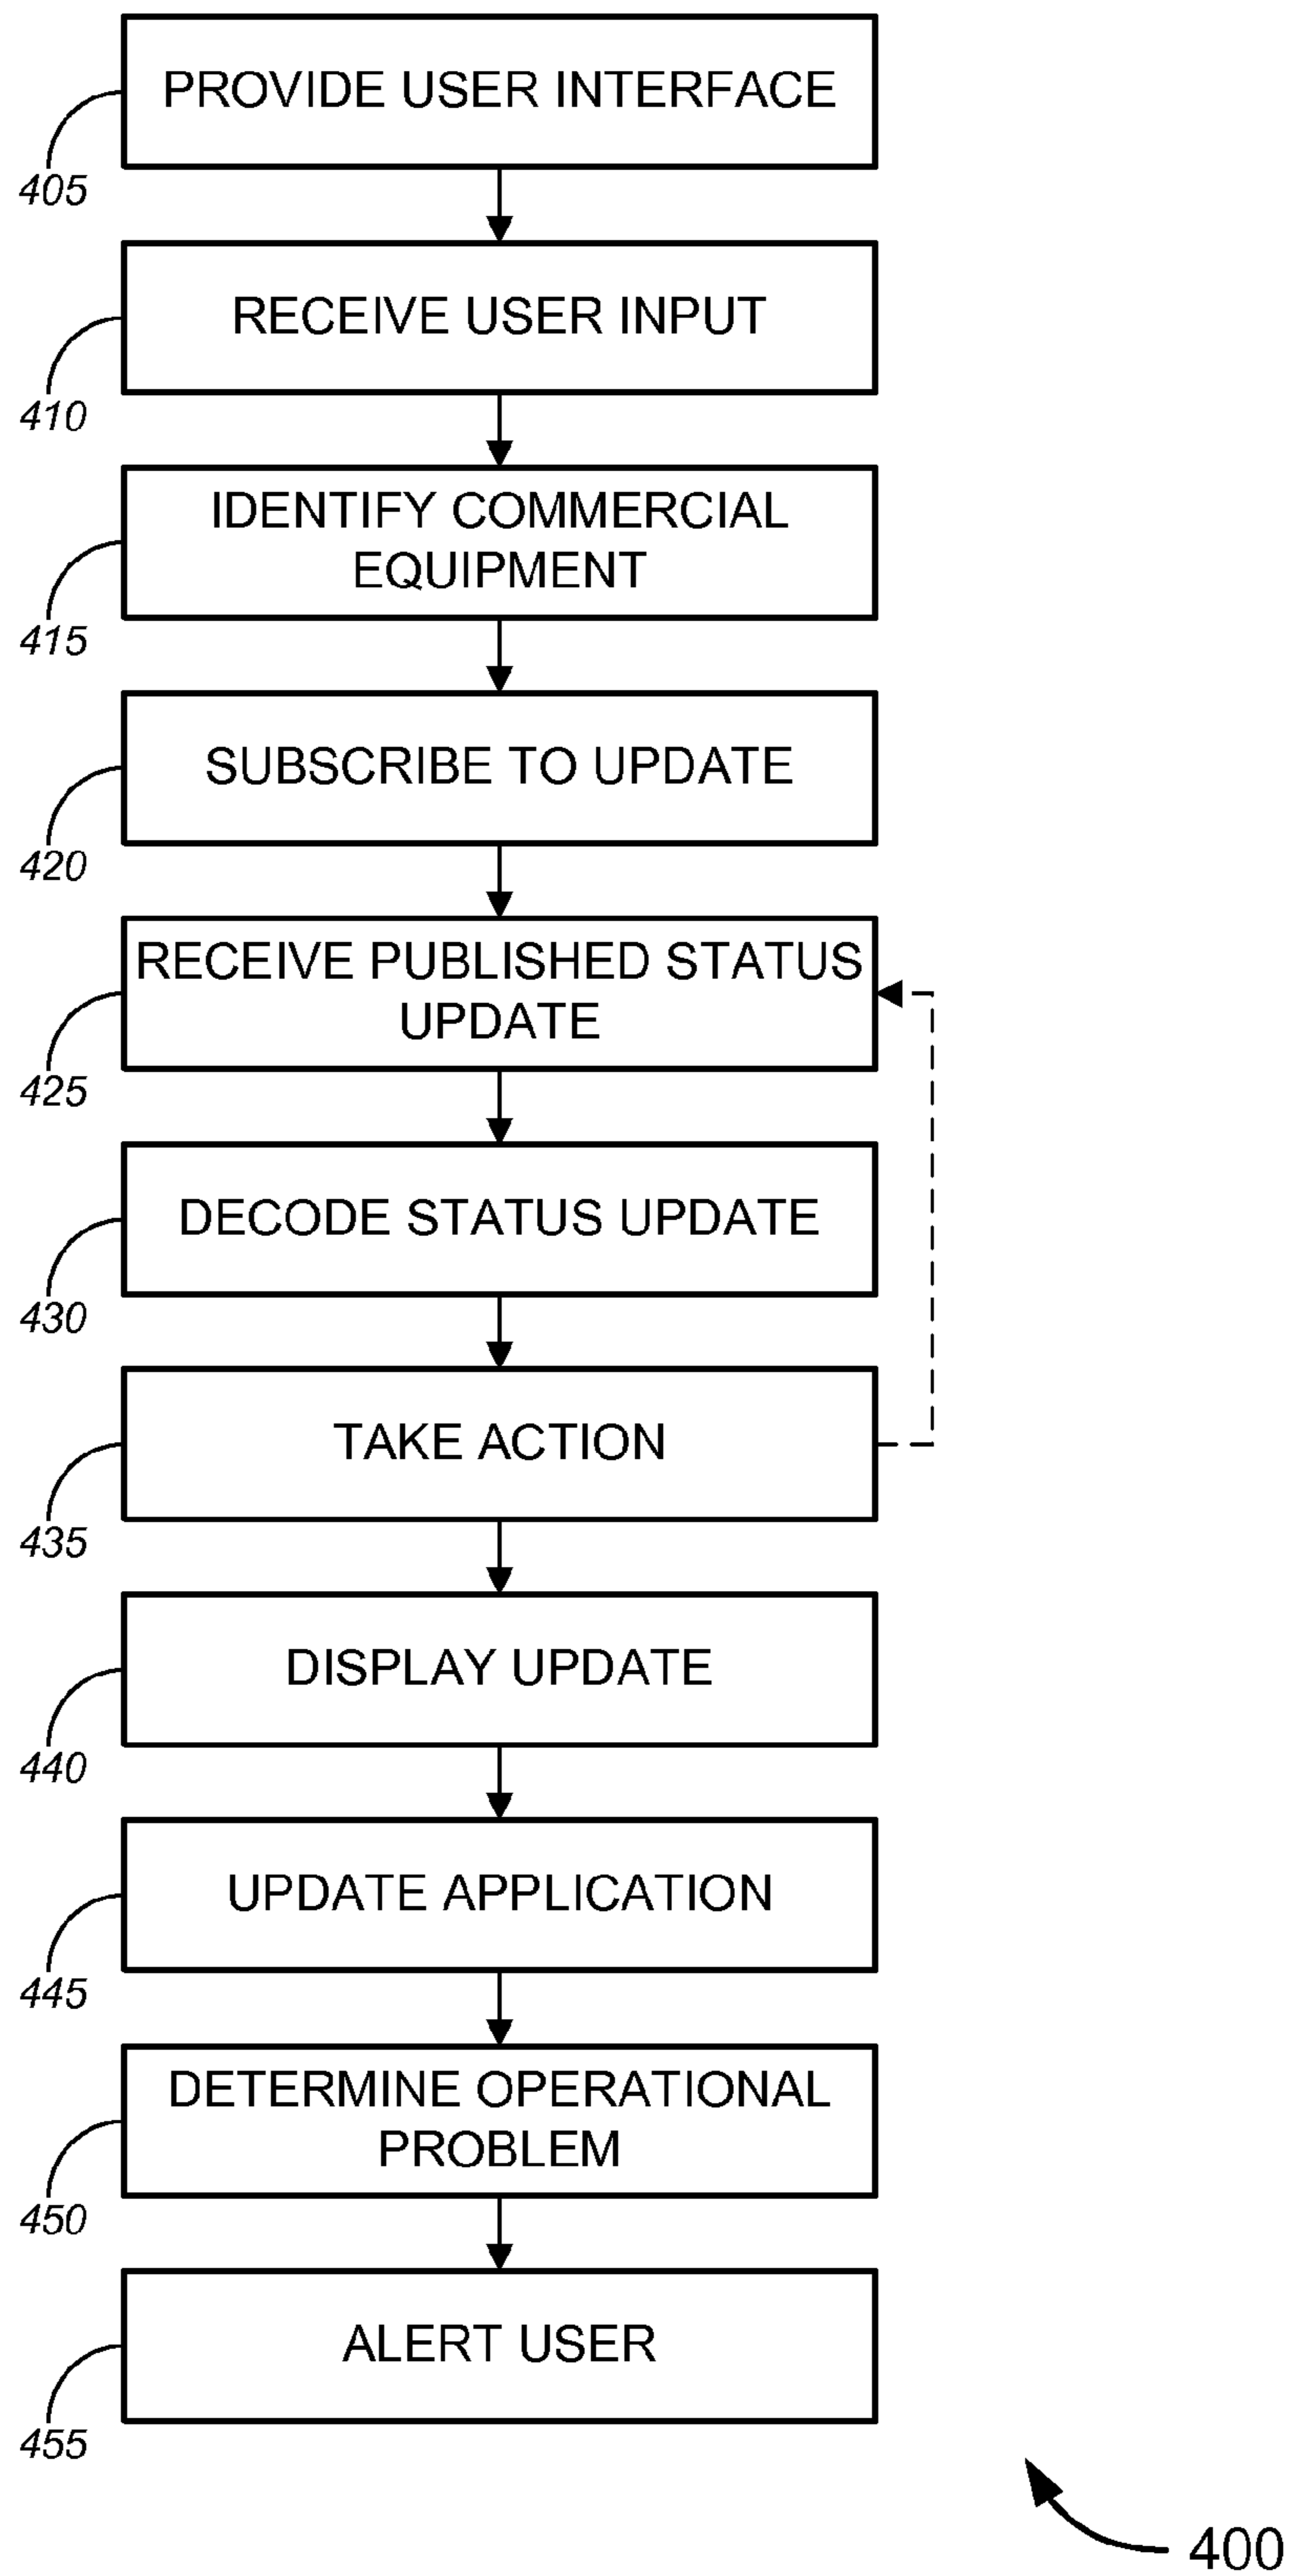 PROVIDE USER INTERFACE
405
RECEIVE USER INPUT
410
IDENTIFY COMMERCIAL
EQUIPMENT
415
SUBSCRIBE TO UPDATE
420
RECEIVE PUBLISHED STATUS
UPDATE
425
DECODE STATUS UPDATE
430
TAKE ACTION
435
DISPLAY UPDATE
440
UPDATE APPLICATION
445
DETERMINE OPERATIONAL
PROBLEM
450
ALERT USER
455
400